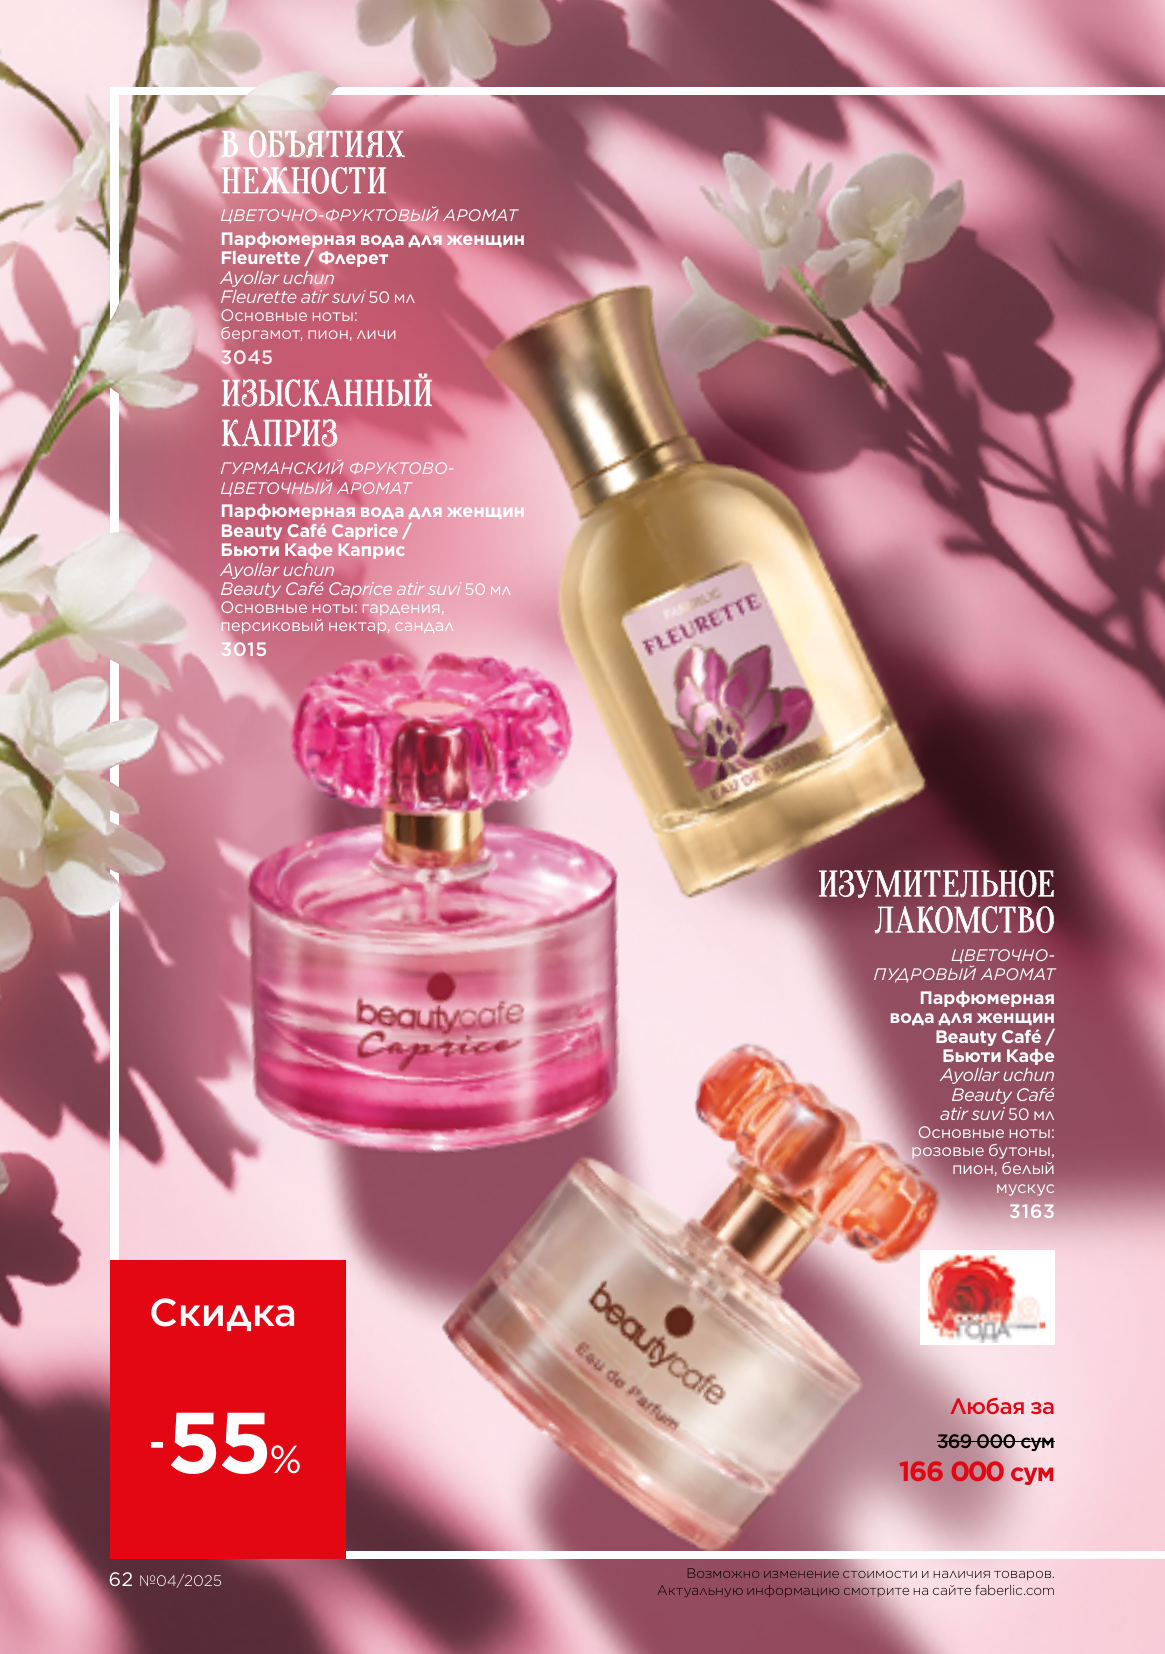 В ОБЪЯТИЯХ
НЕЖНОСТИ
ЦВЕТОЧНО-ФРУКТОВЫЙ АРОМАТ
Парфюмерная вода для женщин
Fleurette / Флерет
Ayollar uchun
Fleurette atir suvi 50 мл
Основные ноты:
бергамот, пион, личи
3045
ИЗЫСКАННЫЙ
КАПРИЗ
ГУРМАНСКИЙ ФРУКТОВО-
ЦВЕТОЧНЫЙ АРОМАТ
Парфюмерная вода для женщин
Beauty Café Caprice /
Бьюти Кафе Каприс
Ayollar uchun
Beauty Café Caprice atir suvi 50 мл
Основные ноты: гардения,
персиковый нектар, сандал
3015
FABERLIC
FLEURETTE
EAU DE PARFUM
beautycafe
Caprice
ИЗУМИТЕЛЬНОЕ
ЛАКОМСТВО
ЦВЕТОЧНО-
ПУДРОВЫЙ АРОМАТ
Парфюмерная
вода для женщин
Beauty Café /
Бьюти Кафе
Ayollar uchun
Beauty Café
atir suvi 50 мл
Основные ноты:
розовые бутоны,
пион, белый
мускус
3163
beautycafe
Eau de Parfum
ГОДА
Скидка
-55%
Любая за
369 000 сум
166 000 сум
62 №04/2025
Возможно изменение стоимости и наличия товаров.
Актуальную информацию смотрите на сайте faberlic.com